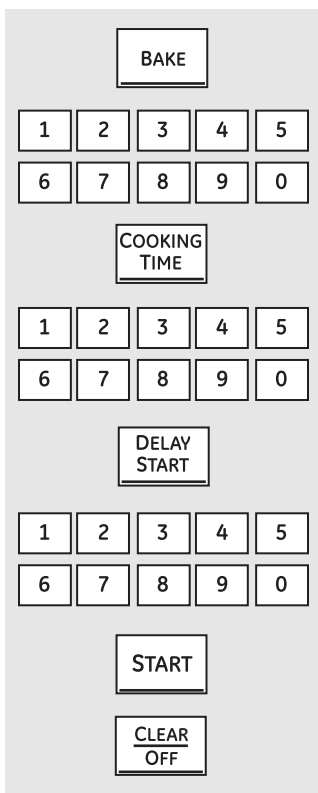 BAKE
1 2 3 4 5
6 7 8 9 0
COOKING
TIME
1 2 3 4 5
6 7 8 9 0
DELAY
START
1 2 3 4 5
6 7 8 9 0
START
CLEAR
OFF